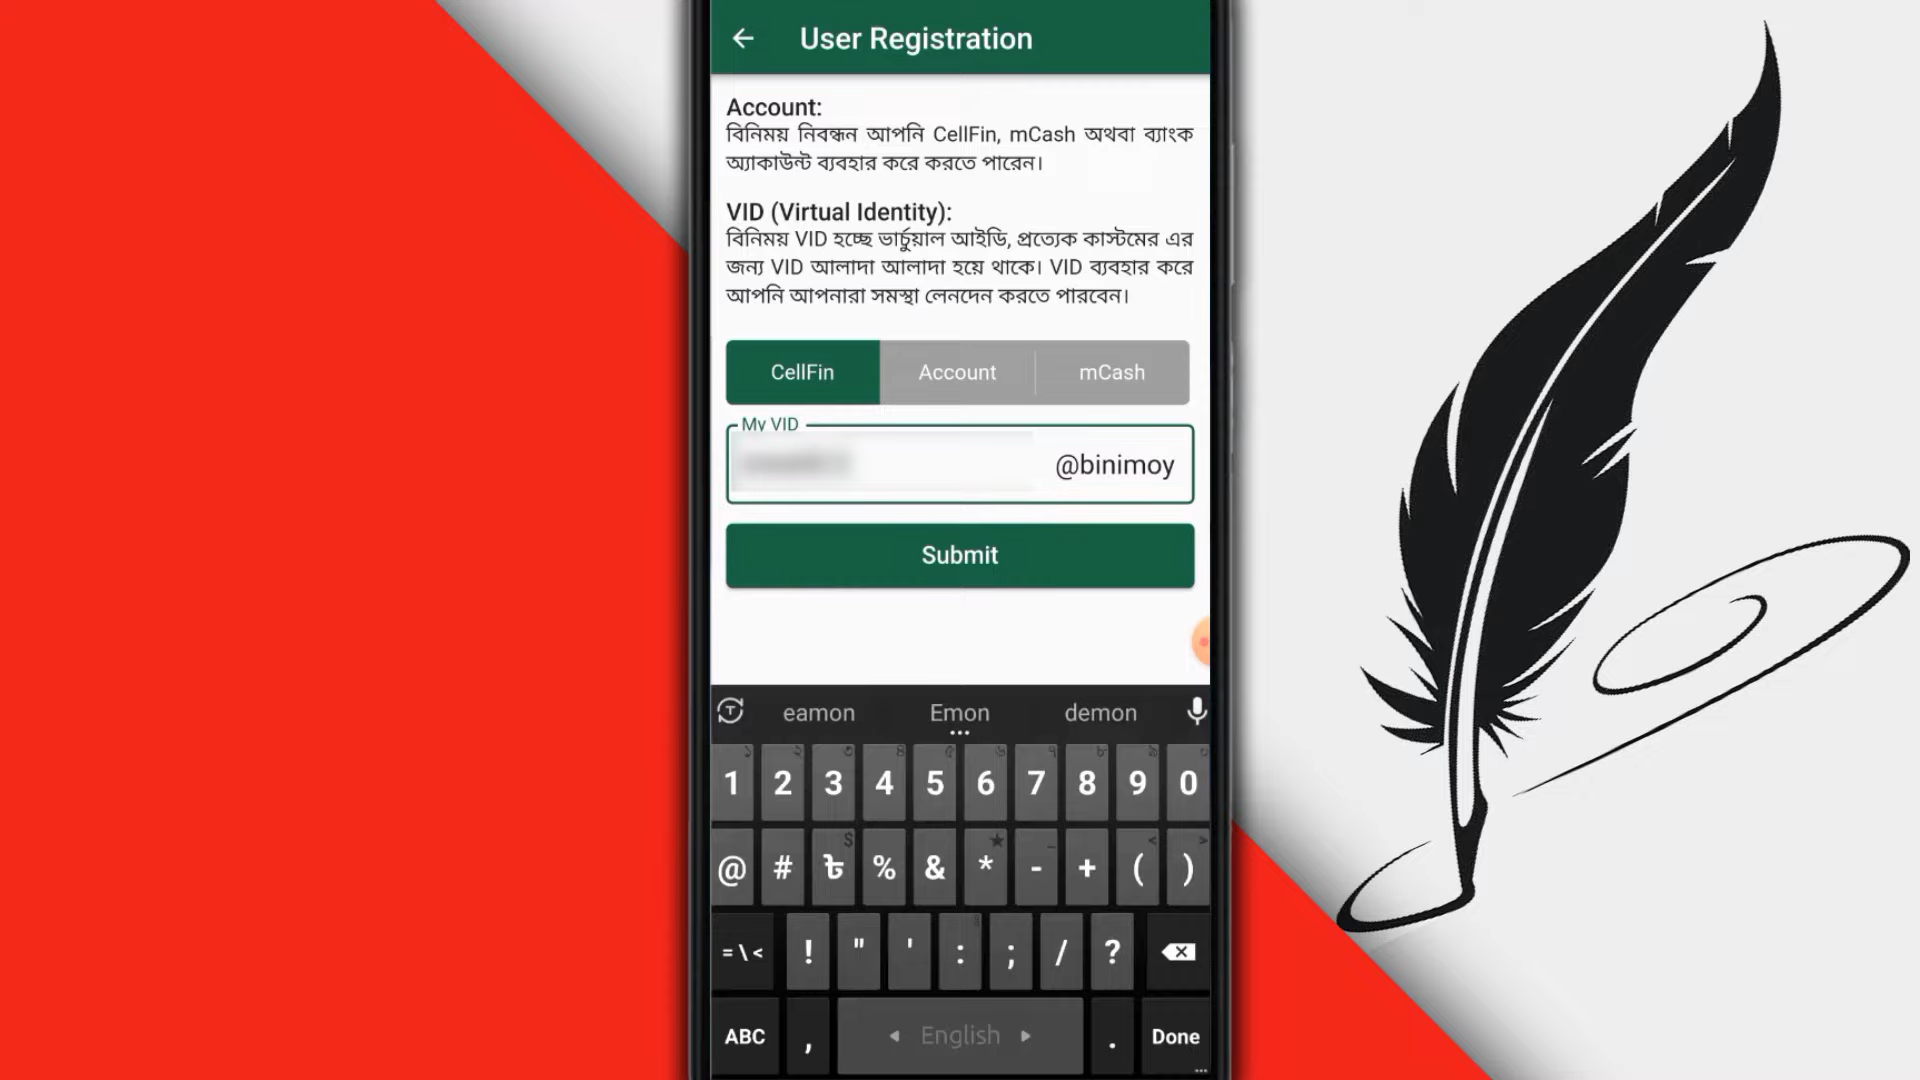 User Registration
Account:
বিনিময় নিবন্ধন আপনি CellFin, mCash অথবা ব্যাংক
অ্যাকাউন্ট ব্যবহার করে করতে পারেন।
VID (Virtual Identity):
বিনিময় VID হচ্ছে ভার্চুয়াল আইডি, প্রত্যেক কাস্টমের এর
জন্য VID আলাদা আলাদা হয়ে থাকে। VID ব্যবহার করে
আপনি আপনারা সমস্থা লেনদেন করতে পারবেন।
CellFin Account mCash
My VID
@binimoy
Submit
eamon Emon demon
1 2 3 4 5 6 7 8 9 0
@ # ৳ % & * - + ( )
=\< ! " ' : ; / ?
ABC , English . Done